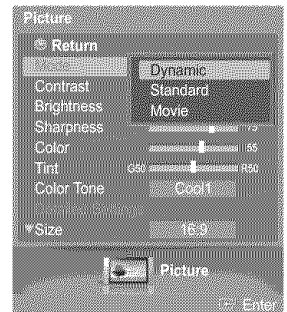 Picture
Return
Mode
Dynamic
Contrast
Standard
Brightness
Movie
Sharpness 75
Color 55
Tint G50 R50
Color Tone Cool1
Size 16:9
Picture
Enter